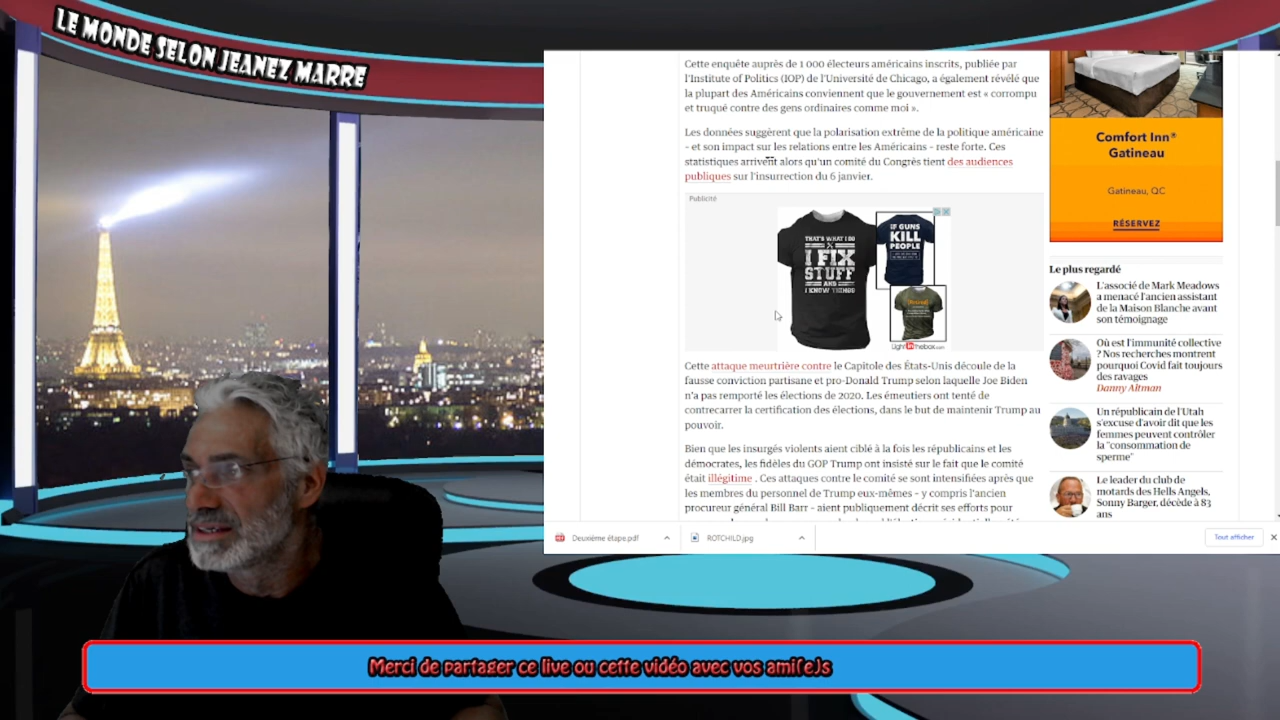 LE MONDE SELON JEANEZ MARRE
Cette enquête auprès de 1 000 électeurs américains inscrits, publiée par
l'Institute of Politics (IOP) de l'Université de Chicago, a également révélé que
la plupart des Américains conviennent que le gouvernement est « corrompu
et truqué contre des gens ordinaires comme moi ».
Les données suggèrent que la polarisation extrême de la politique américaine
- et son impact sur les relations entre les Américains - reste forte. Ces
statistiques arrivent alors qu'un comité du Congrès tient des audiences
publiques sur l'insurrection du 6 janvier.
Publicité
THAT'S WHAT I DO
I FIX
STUFF
AND
I KNOW THINGS
IF GUNS
KILL
PEOPLE
LightInTheBox.com
Cette attaque meurtrière contre le Capitole des États-Unis découle de la
fausse conviction partisane et pro-Donald Trump selon laquelle Joe Biden
n'a pas remporté les élections de 2020. Les émeutiers ont tenté de
contrecarrer la certification des élections, dans le but de maintenir Trump au
pouvoir.
Bien que les insurgés violents aient ciblé à la fois les républicains et les
démocrates, les fidèles du GOP Trump ont insisté sur le fait que le comité
était illégitime . Ces attaques contre le comité se sont intensifiées après que
les membres du personnel de Trump eux-mêmes - y compris l'ancien
procureur général Bill Barr - aient publiquement décrit ses efforts pour
Comfort Inn®
Gatineau
Gatineau, QC
RÉSERVEZ
Le plus regardé
L'associé de Mark Meadows
a menacé l'ancien assistant
de la Maison Blanche avant
son témoignage
Où est l'immunité collective
? Nos recherches montrent
pourquoi Covid fait toujours
des ravages
Danny Altman
Un républicain de l'Utah
s'excuse d'avoir dit que les
femmes peuvent contrôler
la "consommation de
sperme"
Le leader du club de
motards des Hells Angels,
Sonny Barger, décède à 83
ans
Deuxième étape.pdf
ROTCHILD.jpg
Tout afficher
Merci de partager ce live ou cette vidéo avec vos ami(e)s